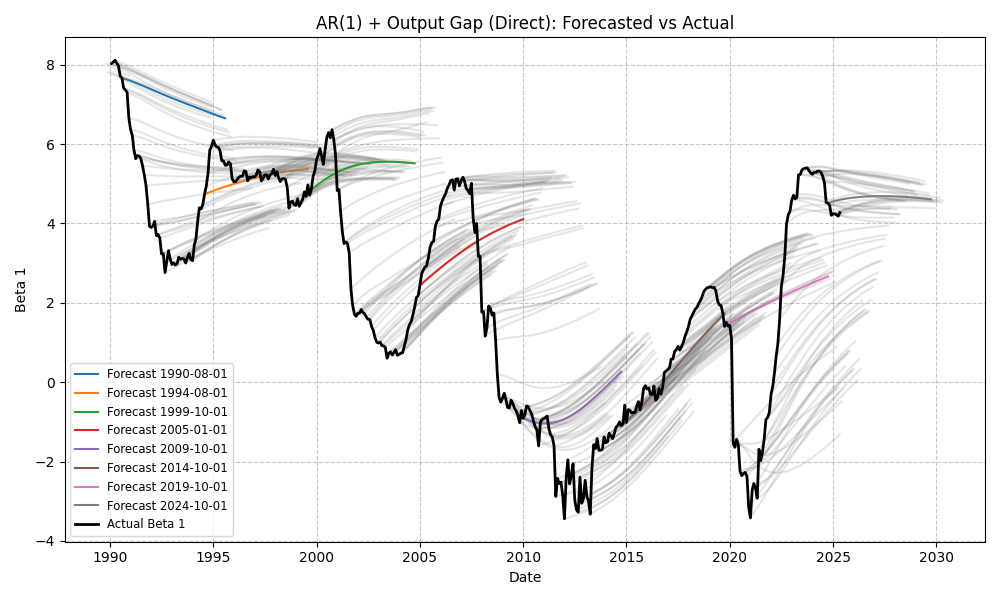 AR(1) + Output Gap (Direct): Forecasted vs Actual
Beta 1
8
6
4
2
0
−2
−4
Forecast 1990-08-01
Forecast 1994-08-01
Forecast 1999-10-01
Forecast 2005-01-01
Forecast 2009-10-01
Forecast 2014-10-01
Forecast 2019-10-01
Forecast 2024-10-01
Actual Beta 1
1990 1995 2000 2005 2010 2015 2020 2025 2030
Date